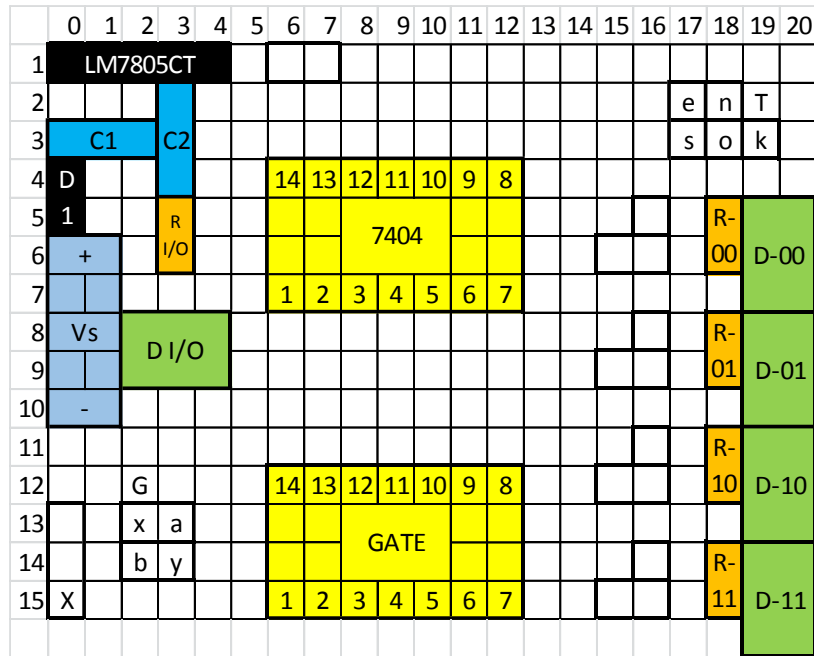 0 1 2 3 4 5 6 7 8 9 10 11 12 13 14 15 16 17 18 19 20
1 LM7805CT
2 e n T
3 C1 C2 s o k
4 D 14 13 12 11 10 9 8
5 1 R R-
6 + I/O 7404 00 D-00
7 1 2 3 4 5 6 7
8 Vs R-
9 D I/O 01 D-01
10 -
11 R-
12 G 14 13 12 11 10 9 8 10 D-10
13 x a GATE
14 b y R-
15 X 1 2 3 4 5 6 7 11 D-11